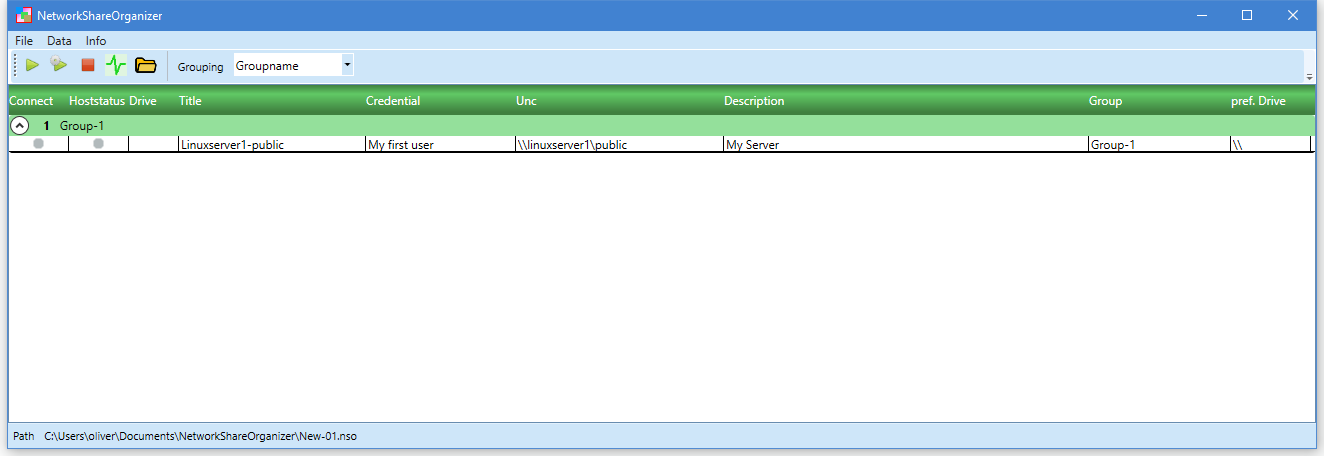 NetworkShareOrganizer
File Data Info
Grouping Groupname
Connect Hoststatus Drive Title Credential Unc Description Group pref. Drive
1 Group-1
Linuxserver1-public My first user \\linuxserver1\public My Server Group-1 \\
Path C:\Users\oliver\Documents\NetworkShareOrganizer\New-01.nso